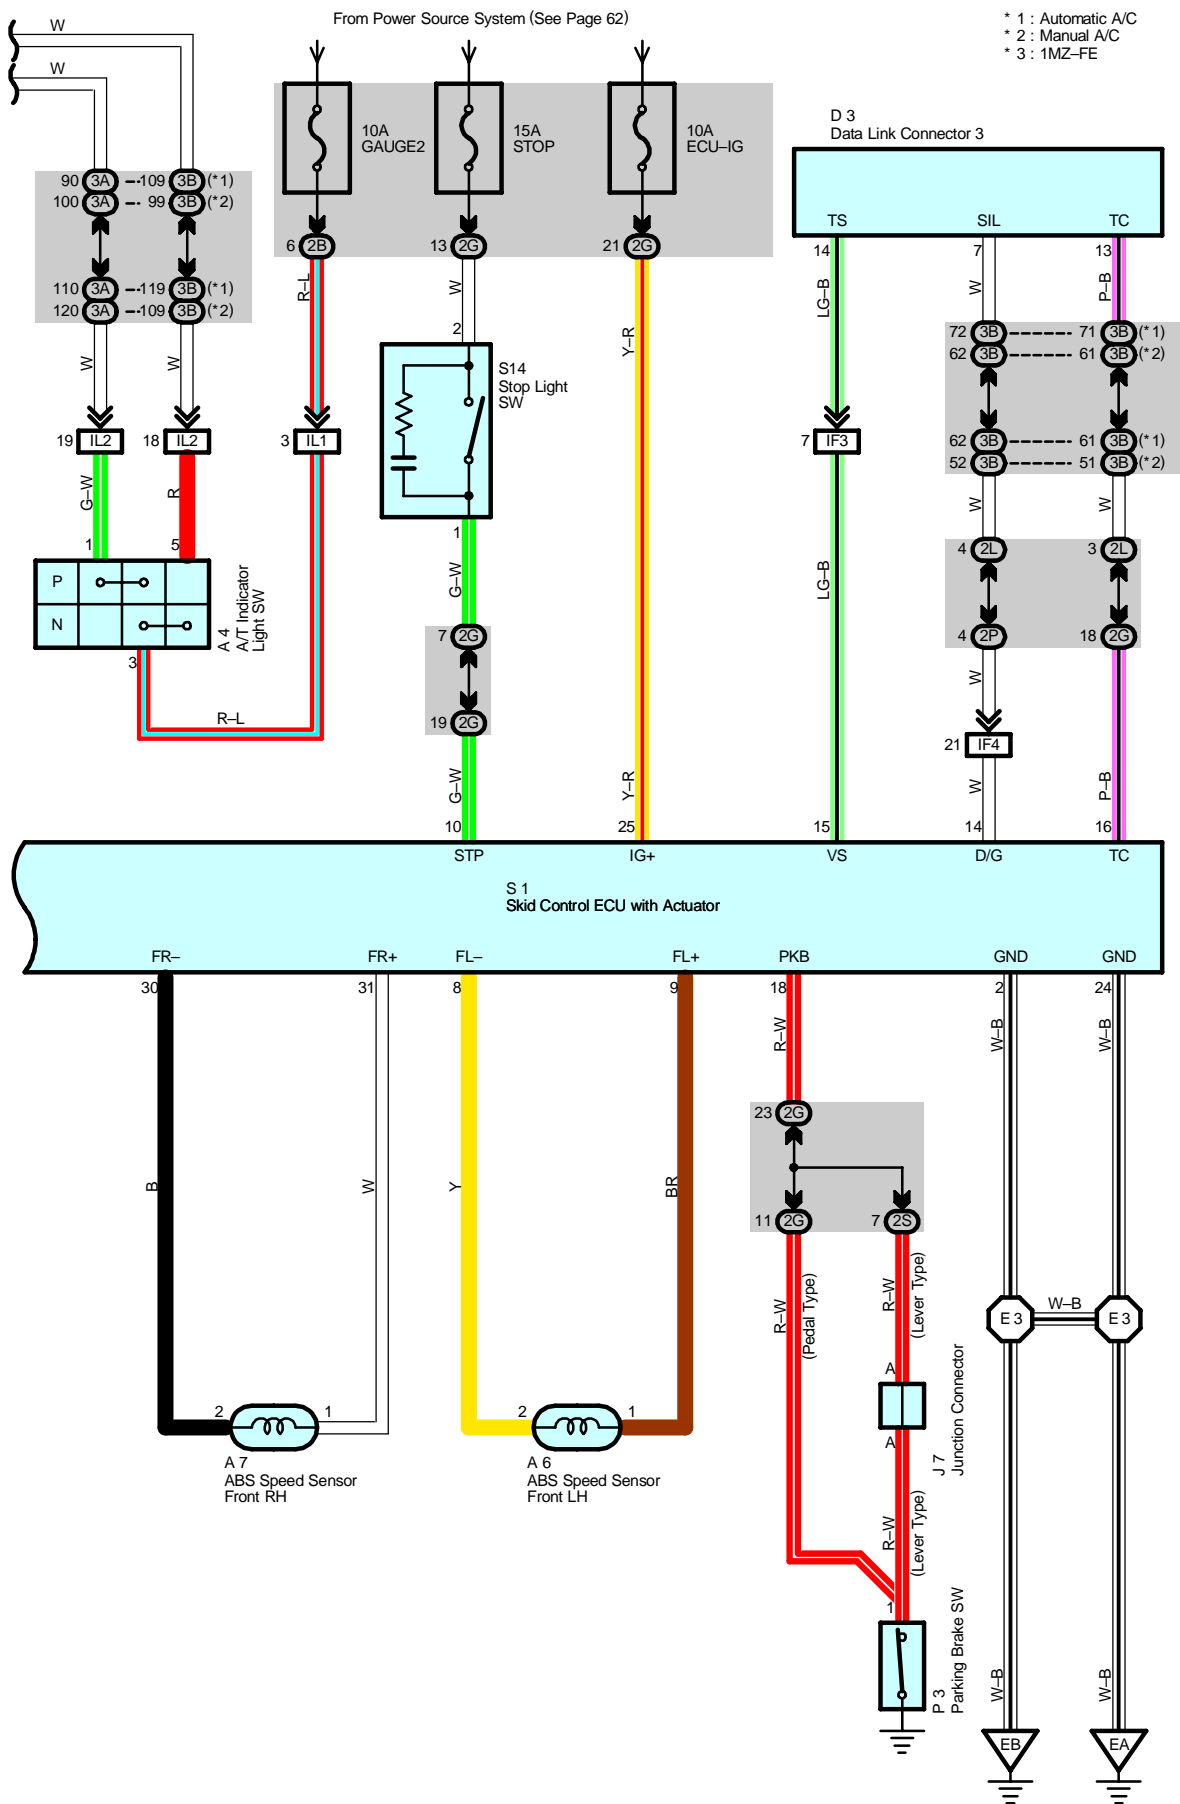 From Power Source System (See Page 62)
* 1 : Automatic A/C
* 2 : Manual A/C
* 3 : 1MZ–FE
W
W
10A
GAUGE2
15A
STOP
10A
ECU–IG
D 3
Data Link Connector 3
TS
SIL
TC
90 3A 109 3B (* 1)
100 3A 99 3B (* 2)
110 3A 119 3B (* 1)
120 3A 109 3B (* 2)
6 2B
13 2G
21 2G
14
7
13
R–L
W
Y–R
LG–B
W
P–B
72 3B 71 3B (* 1)
62 3B 61 3B (* 2)
62 3B 61 3B (* 1)
52 3B 51 3B (* 2)
2
S14
Stop Light
SW
1
W
W
19 IL2
18 IL2
3 IL1
7 IF3
G–W
R
1
5
P
N
3
A 4
A/T Indicator
Light SW
R–L
G–W
7 2G
19 2G
G–W
Y–R
LG–B
W
W
4 2L
3 2L
4 2P
18 2G
W
21 IF4
W
P–B
10
25
15
14
16
STP
IG+
VS
D/G
TC
S 1
Skid Control ECU with Actuator
FR–
FR+
FL–
FL+
PKB
GND
GND
30
31
8
9
18
2
24
R–W
W–B
W–B
B
W
Y
BR
23 2G
11 2G
7 2S
R–W
(Pedal Type)
R–W
(Lever Type)
E 3
W–B
E 3
A
A
J 7
Junction Connector
2
1
A 7
ABS Speed Sensor
Front RH
2
1
A 6
ABS Speed Sensor
Front LH
R–W
(Lever Type)
1
P 3
Parking Brake SW
W–B
W–B
EB
EA